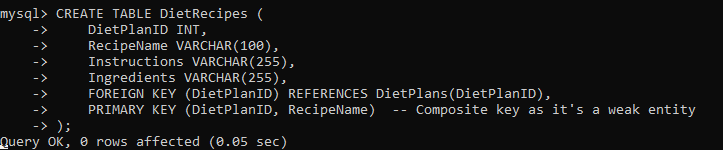 mysql> CREATE TABLE DietRecipes (
    ->     DietPlanID INT,
    ->     RecipeName VARCHAR(100),
    ->     Instructions VARCHAR(255),
    ->     Ingredients VARCHAR(255),
    ->     FOREIGN KEY (DietPlanID) REFERENCES DietPlans(DietPlanID),
    ->     PRIMARY KEY (DietPlanID, RecipeName)  -- Composite key as it's a weak entity
    -> );
Query OK, 0 rows affected (0.05 sec)